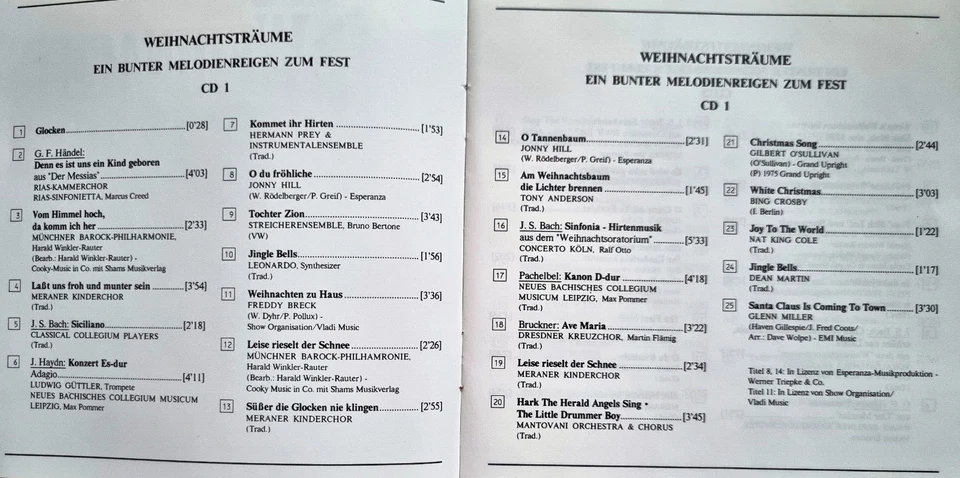 WEIHNACHTSTRÄUME
EIN BUNTER MELODIENREIGEN ZUM FEST
CD 1
1 Glocken [0'28]
2 G. F. Händel:
Denn es ist uns ein Kind geboren
aus "Der Messias" [4'03]
RIAS-KAMMERCHOR
RIAS-SINFONIETTA, Marcus Creed
3 Vom Himmel hoch,
da komm ich her [2'33]
MÜNCHNER BAROCK-PHILHARMONIE,
Harald Winkler-Rauter
(Bearb.: Harald Winkler-Rauter) -
Cooky-Music in Co. mit Shams Musikverlag
4 Laßt uns froh und munter sein [3'54]
MERANER KINDERCHOR
(Trad.)
5 J. S. Bach: Siciliano [2'18]
CLASSICAL COLLEGIUM PLAYERS
(Trad.)
6 J. Haydn: Konzert Es-dur
Adagio [4'11]
LUDWIG GÜTTLER, Trompete
NEUES BACHISCHES COLLEGIUM MUSICUM
LEIPZIG, Max Pommer
7 Kommet ihr Hirten [1'53]
HERMANN PREY &
INSTRUMENTALENSEMBLE
(Trad.)
8 O du fröhliche [2'54]
JONNY HILL
(W. Rödelberger/P. Greif) - Esperanza
9 Tochter Zion [3'43]
STREICHERENSEMBLE, Bruno Bertone
(VW)
10 Jingle Bells [1'56]
LEONARDO, Synthesizer
(Trad.)
11 Weihnachten zu Haus [3'36]
FREDDY BRECK
(W. Dyhr/P. Pollux) -
Show Organisation/Vladi Music
12 Leise rieselt der Schnee [2'26]
MÜNCHNER BAROCK-PHILHARMONIE,
Harald Winkler-Rauter
(Bearb.: Harald Winkler-Rauter) -
Cooky Music in Co. mit Shams Musikverlag
13 Süßer die Glocken nie klingen [2'55]
MERANER KINDERCHOR
(Trad.)
WEIHNACHTSTRÄUME
EIN BUNTER MELODIENREIGEN ZUM FEST
CD 1
14 O Tannenbaum [2'31]
JONNY HILL
(W. Rödelberger/P. Greif) - Esperanza
15 Am Weihnachtsbaum
die Lichter brennen [1'45]
TONY ANDERSON
(Trad.)
16 J. S. Bach: Sinfonia - Hirtenmusik
aus dem "Weihnachtsoratorium" [5'33]
CONCERTO KÖLN, Ralf Otto
17 Pachelbel: Kanon D-dur [4'18]
NEUES BACHISCHES COLLEGIUM
MUSICUM LEIPZIG, Max Pommer
18 Bruckner: Ave Maria [3'22]
DRESDNER KREUZCHOR, Martin Flämig
(Trad.)
19 Leise rieselt der Schnee [2'34]
MERANER KINDERCHOR
(Trad.)
20 Hark The Herald Angels Sing •
The Little Drummer Boy [3'45]
MANTOVANI ORCHESTRA & CHORUS
(Trad.)
21 Christmas Song [2'44]
GILBERT O'SULLIVAN
(O'Sullivan) - Grand Upright
(P) 1975 Grand Upright
22 White Christmas [3'03]
BING CROSBY
(I. Berlin)
23 Joy To The World [1'22]
NAT KING COLE
(Trad.)
24 Jingle Bells [1'17]
DEAN MARTIN
(Trad.)
25 Santa Claus Is Coming To Town [3'30]
GLENN MILLER
(Haven Gillespie/J. Fred Coots/
Arr.: Dave Wolpe) - EMI Music
Titel 8, 14: In Lizenz von Esperanza-Musikproduktion -
Werner Triepke & Co.
Titel 11: In Lizenz von Show Organisation/
Vladi Music